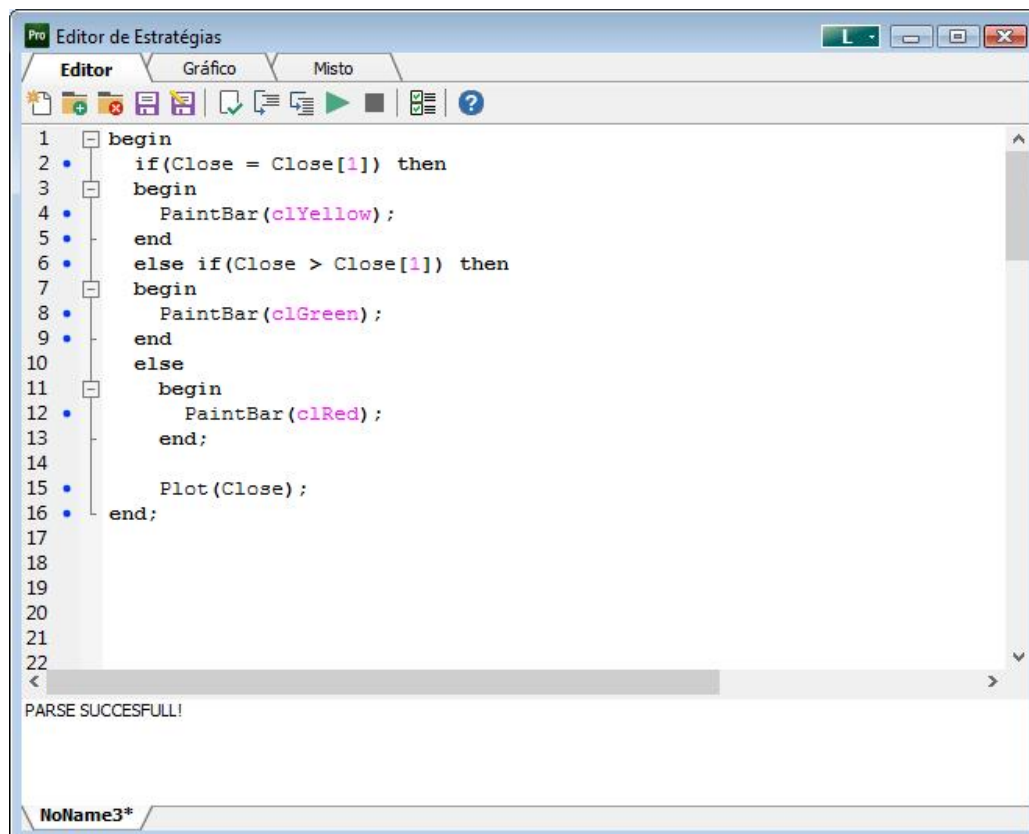 Pro Editor de Estratégias L
Editor Gráfico Misto
1 begin
2 if(Close = Close[1]) then
3 begin
4 PaintBar(clYellow);
5 end
6 else if(Close > Close[1]) then
7 begin
8 PaintBar(clGreen);
9 end
10 else
11 begin
12 PaintBar(clRed);
13 end;
14
15 Plot(Close);
16 end;
17
18
19
20
21
22
PARSE SUCCESFULL!
NoName3*